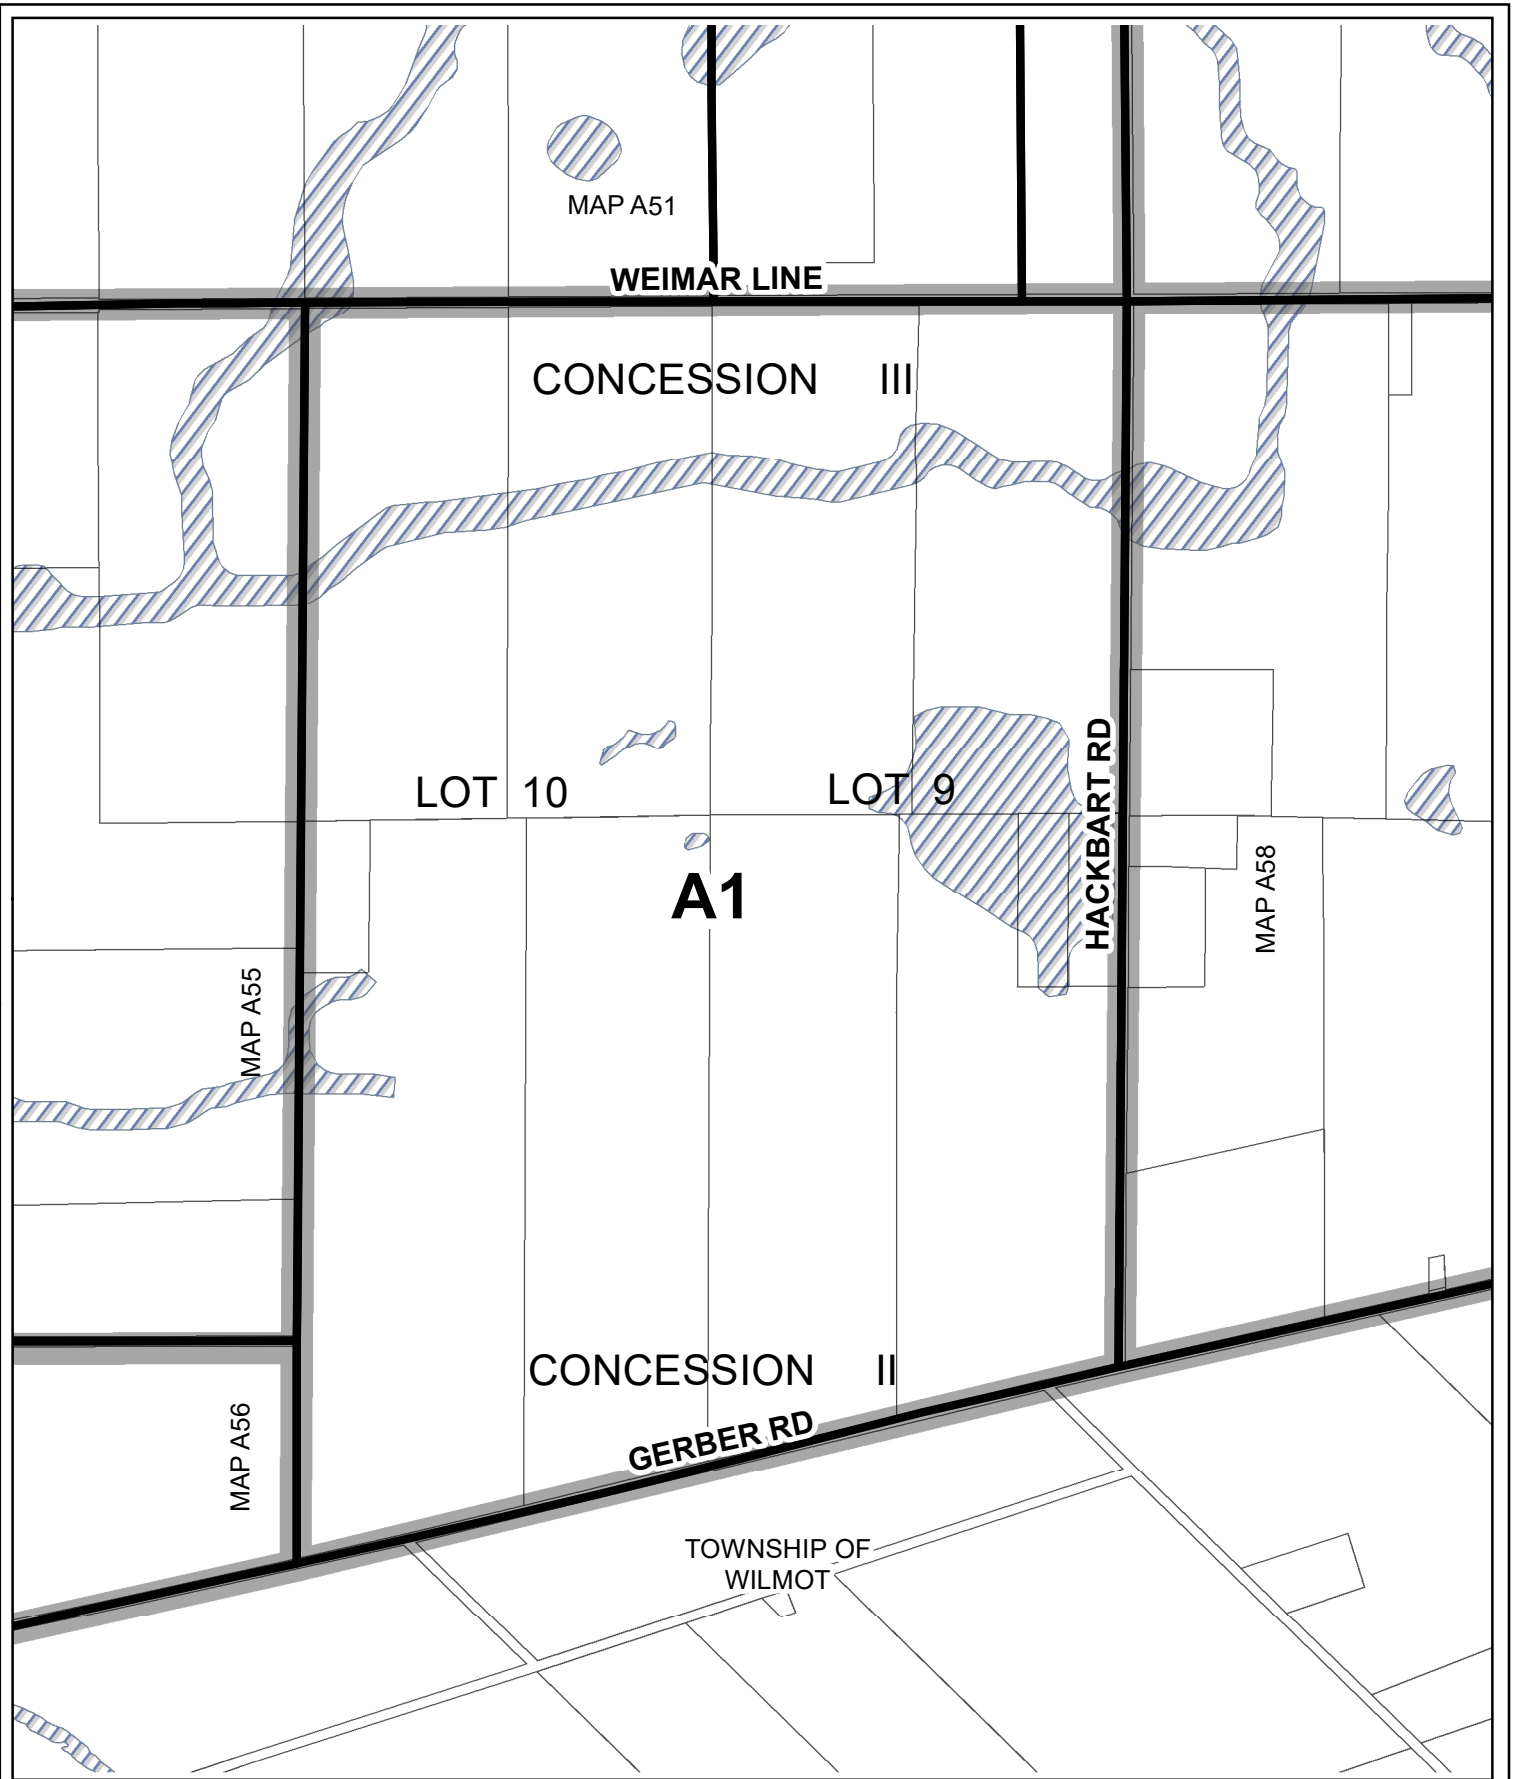 MAP A51
WEIMAR LINE
CONCESSION III
LOT 10
LOT 9
HACKBART RD
A1
MAP A58
MAP A55
CONCESSION II
GERBER RD
MAP A56
TOWNSHIP OF
WILMOT